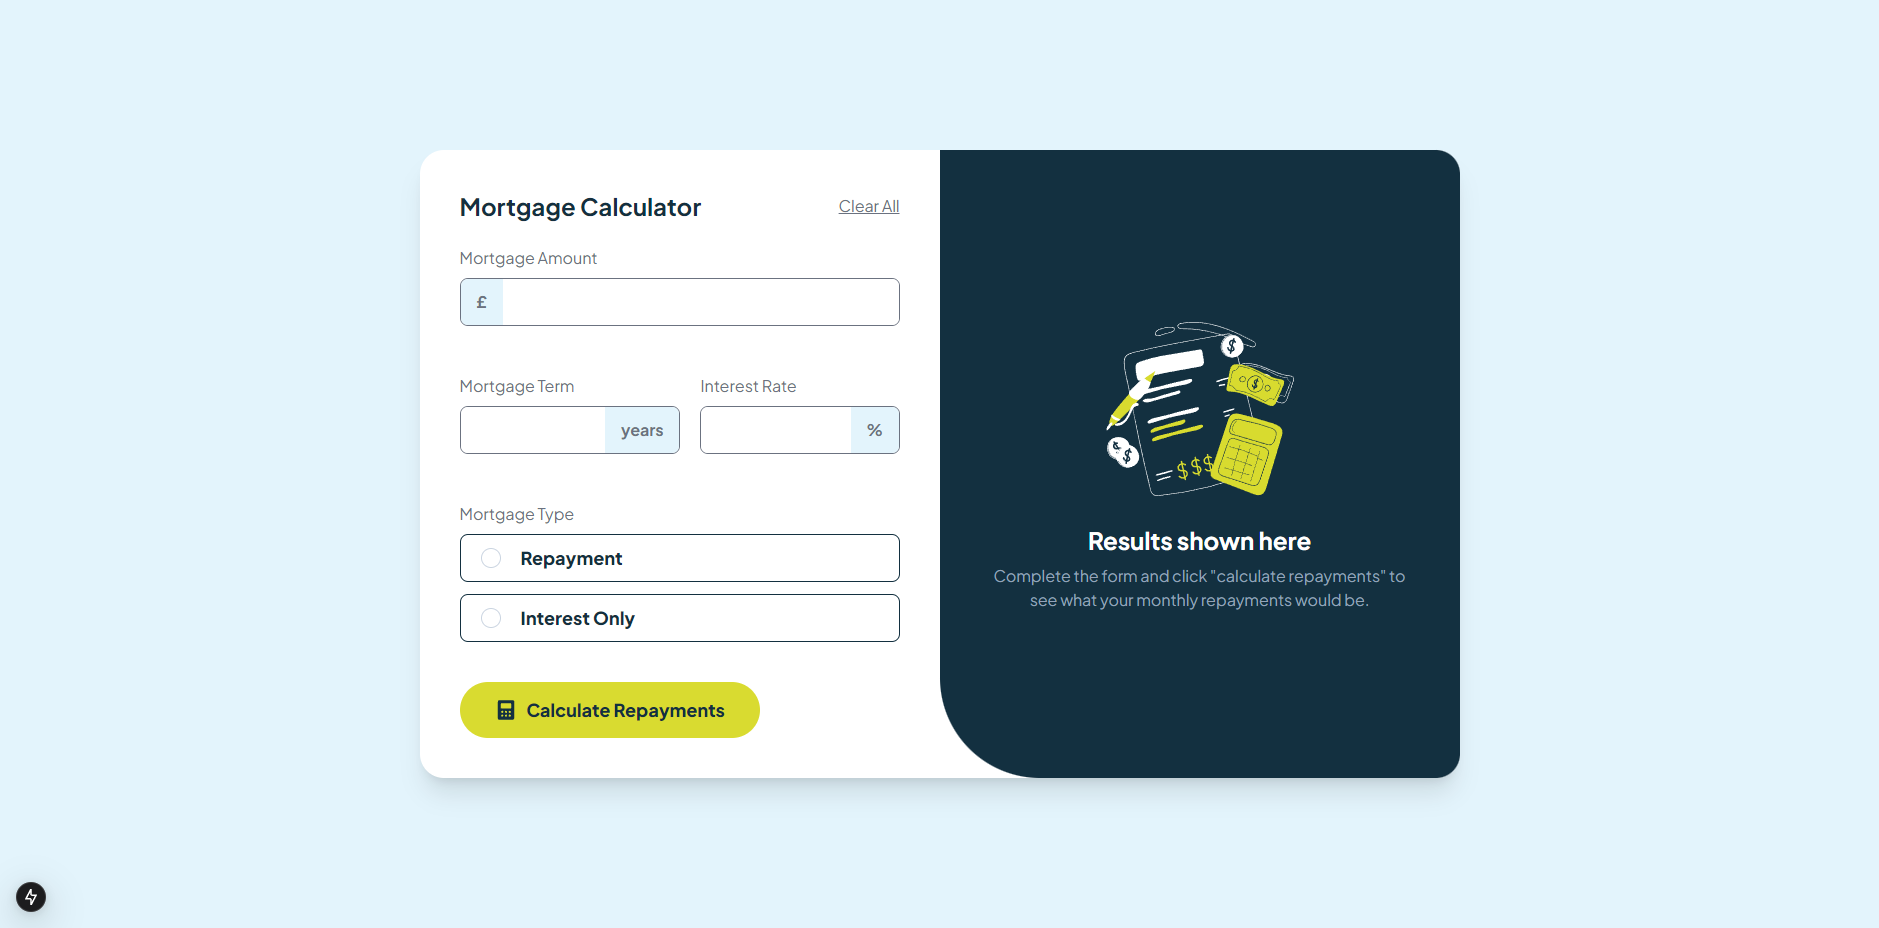 Mortgage Calculator
Clear All
Mortgage Amount
£
Mortgage Term
Interest Rate
years
%
Mortgage Type
Repayment
Interest Only
Calculate Repayments
$
$
$
$
$$$
Results shown here
Complete the form and click "calculate repayments" to
see what your monthly repayments would be.